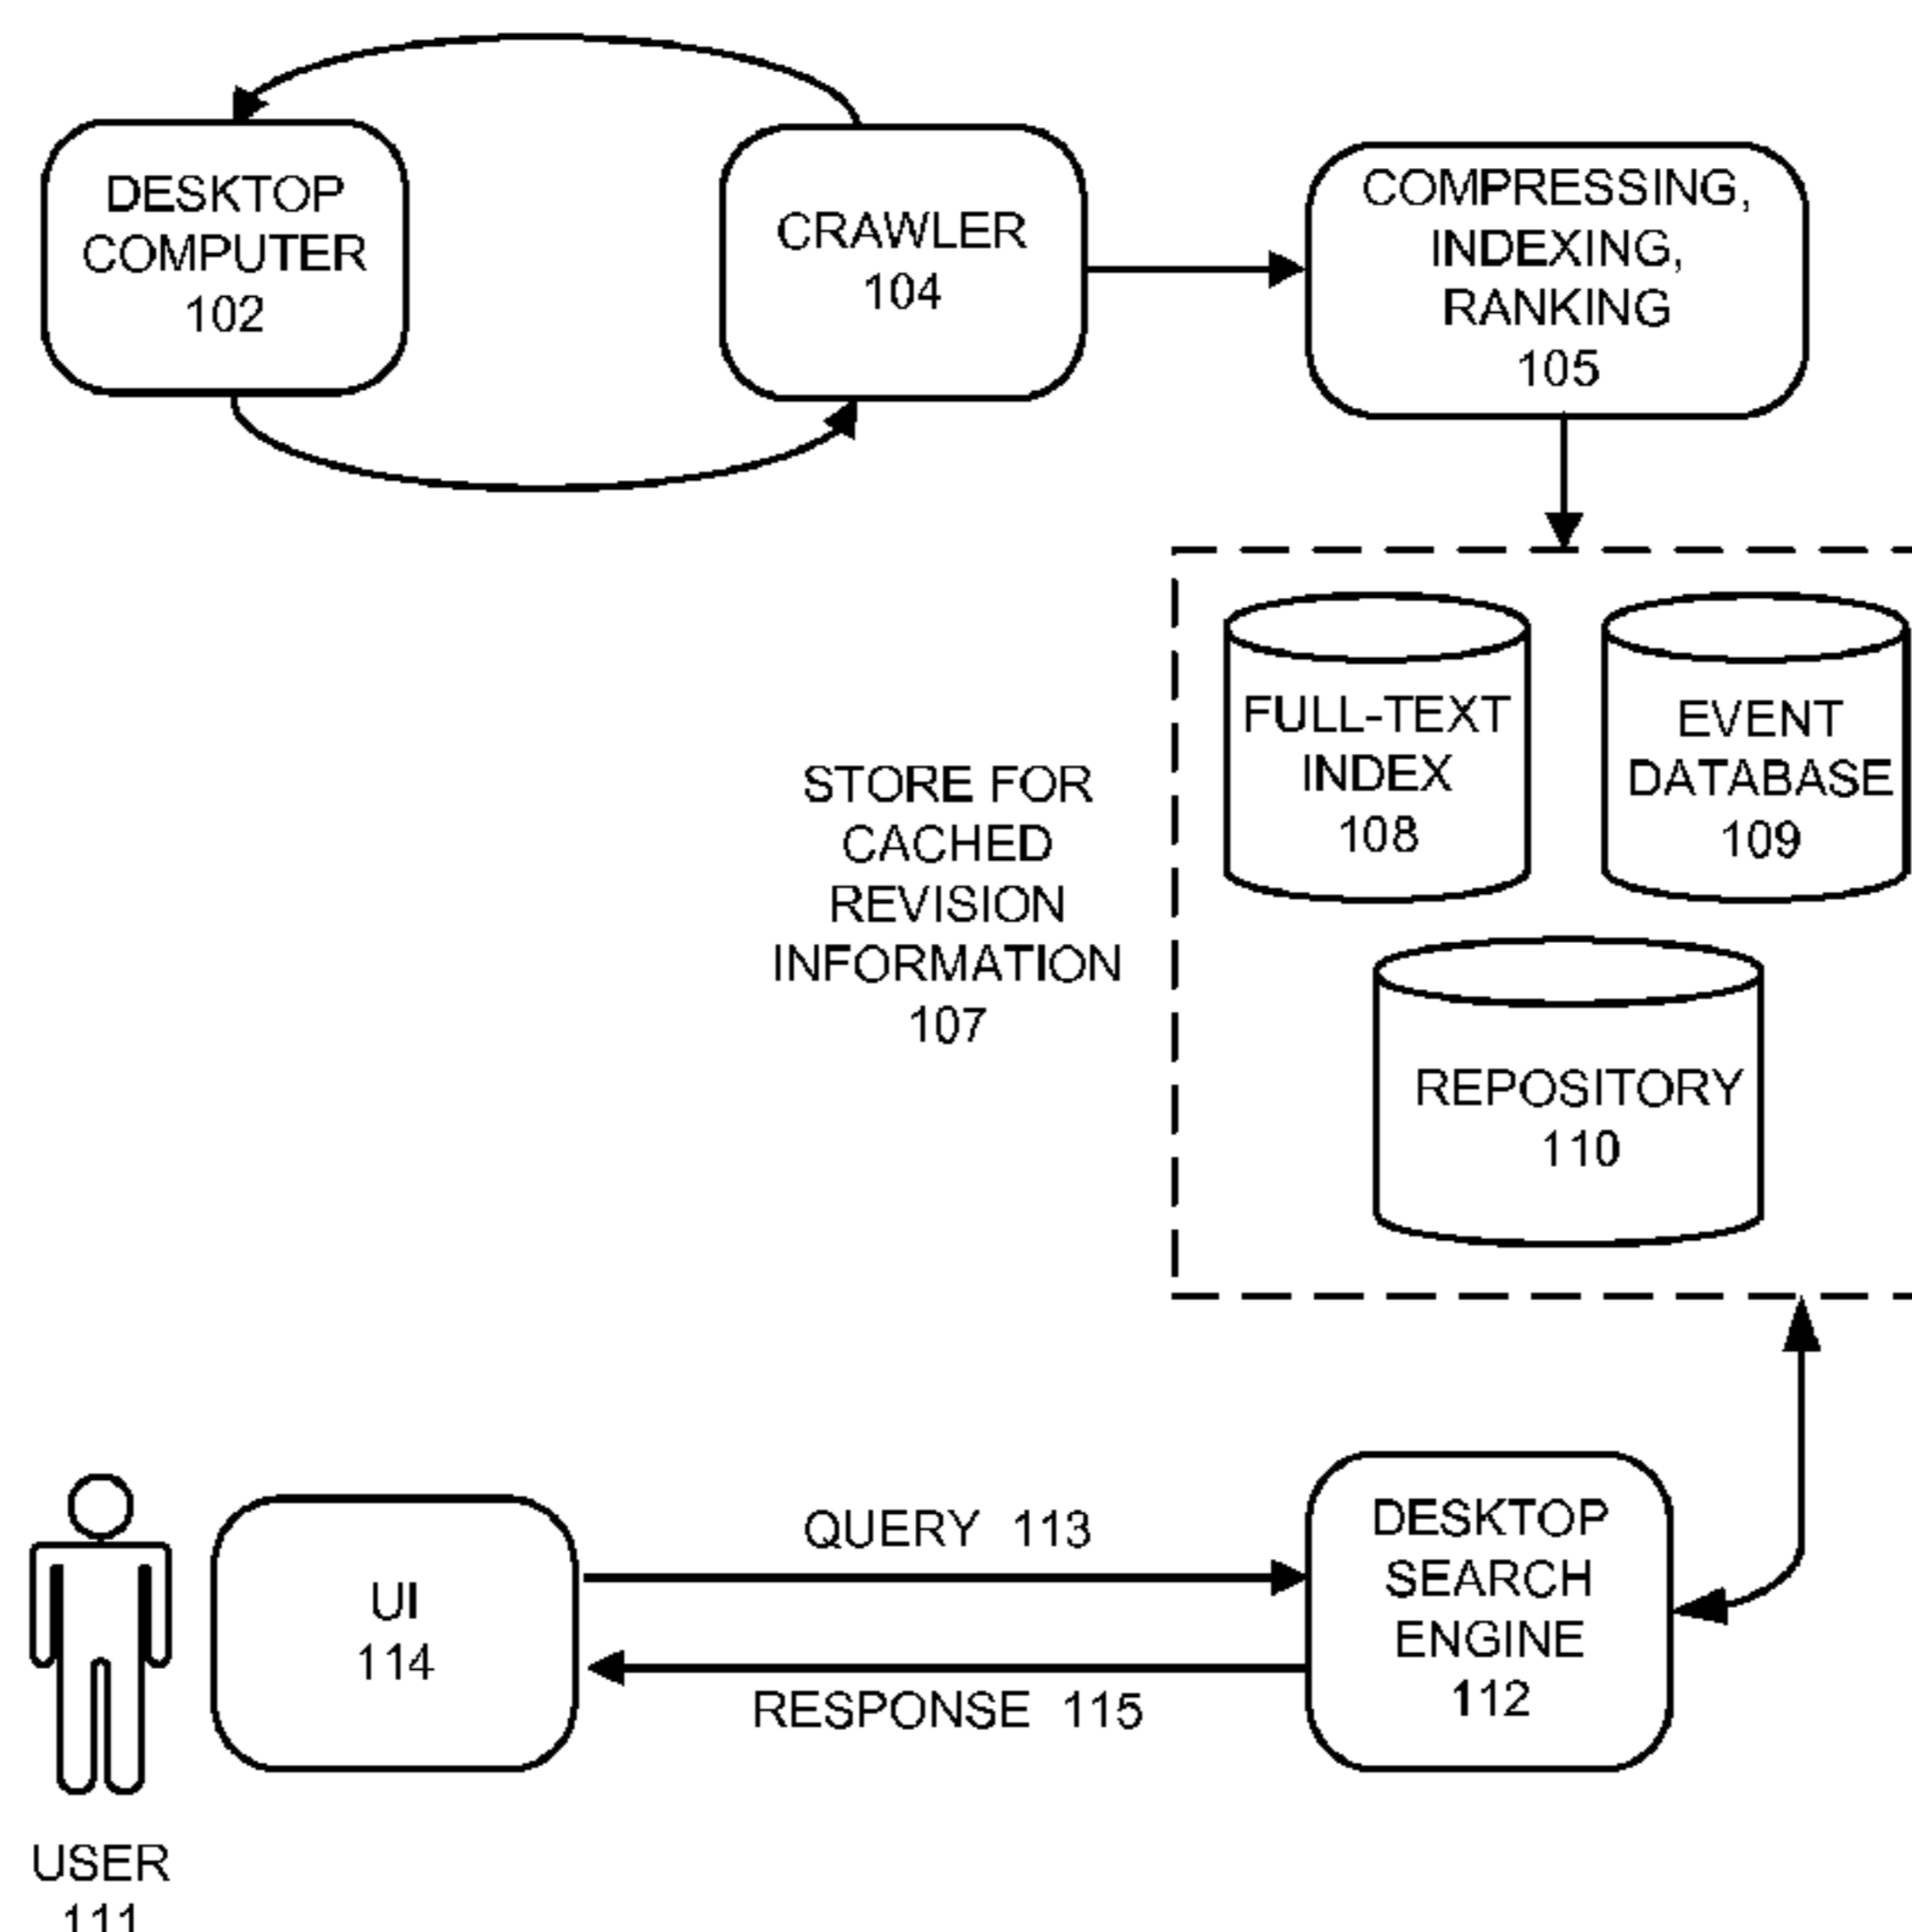 DESKTOP
COMPUTER
102
CRAWLER
104
COMPRESSING,
INDEXING,
RANKING
105
STORE FOR
CACHED
REVISION
INFORMATION
107
FULL-TEXT
INDEX
108
EVENT
DATABASE
109
REPOSITORY
110
USER
111
UI
114
QUERY 113
RESPONSE 115
DESKTOP
SEARCH
ENGINE
112